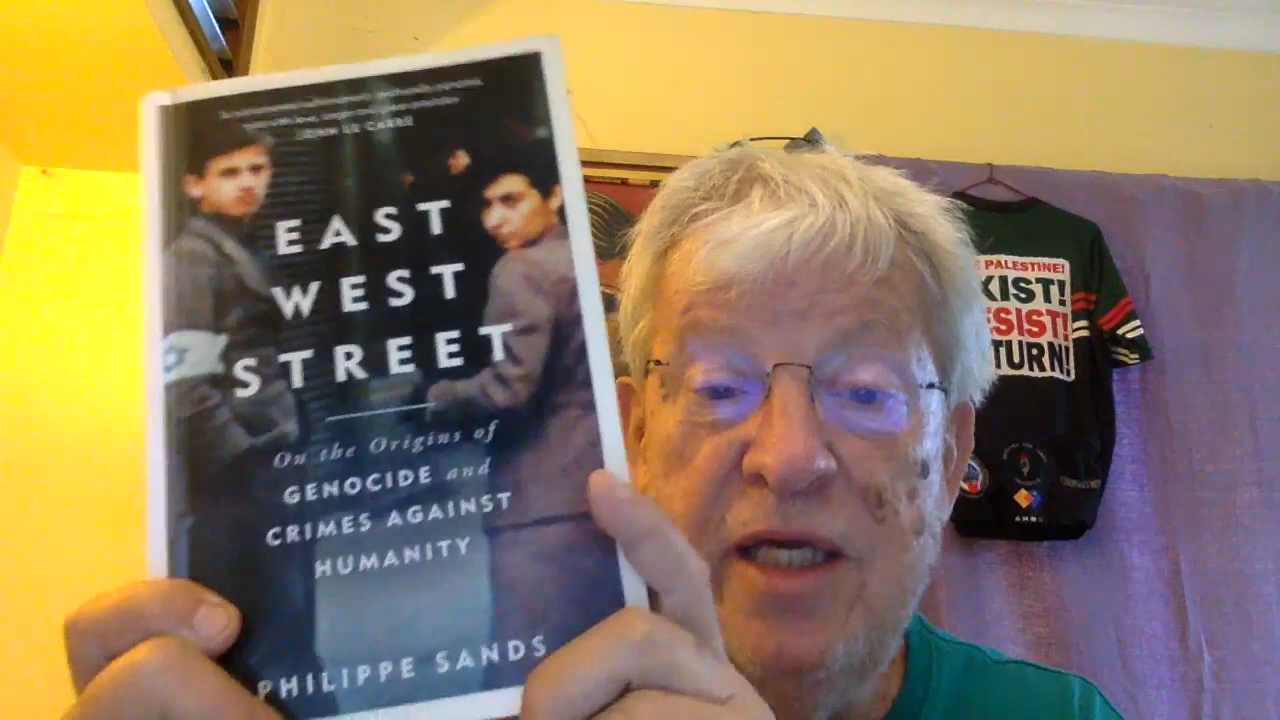 JOHN LE CARRÉ
EAST
WEST
STREET
On the Origins of
GENOCIDE and
CRIMES AGAINST
HUMANITY
PHILIPPE SANDS
PALESTINE!
XIST!
ESIST!
TURN!